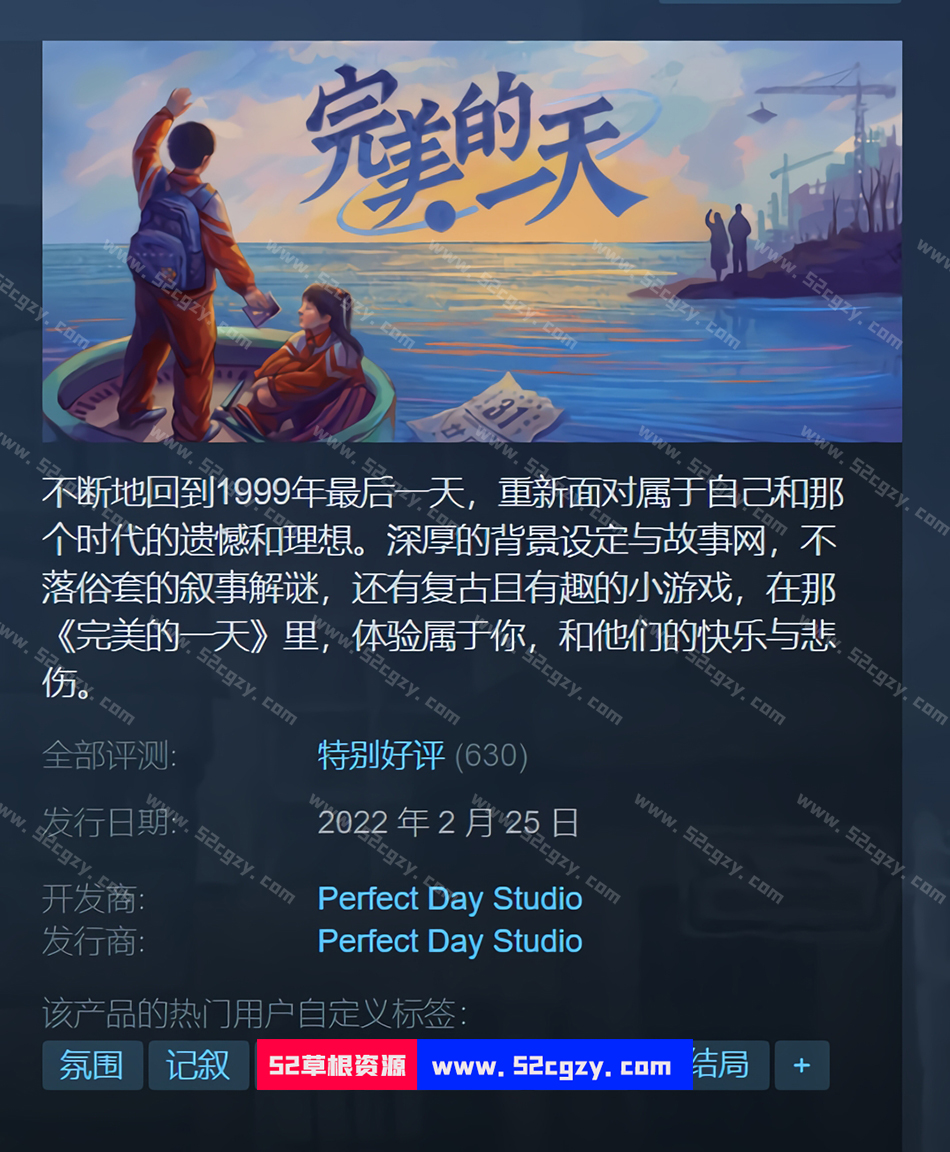 完美的一天
31
不断地回到1999年最后一天，重新面对属于自己和那
个时代的遗憾和理想。深厚的背景设定与故事网，不
落俗套的叙事解谜，还有复古且有趣的小游戏，在那
《完美的一天》里，体验属于你，和他们的快乐与悲
伤。
全部评测: 特别好评 (630)
发行日期: 2022 年 2 月 25 日
开发商: Perfect Day Studio
发行商: Perfect Day Studio
该产品的热门用户自定义标签:
氛围 记叙 52草根资源 www.52cgzy.com 结局 +
www.52cgzy.com